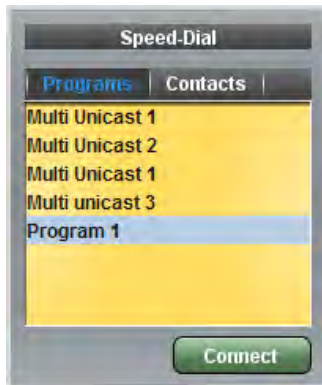 Speed-Dial
Programs Contacts
Multi Unicast 1
Multi Unicast 2
Multi Unicast 1
Multi unicast 3
Program 1
Connect